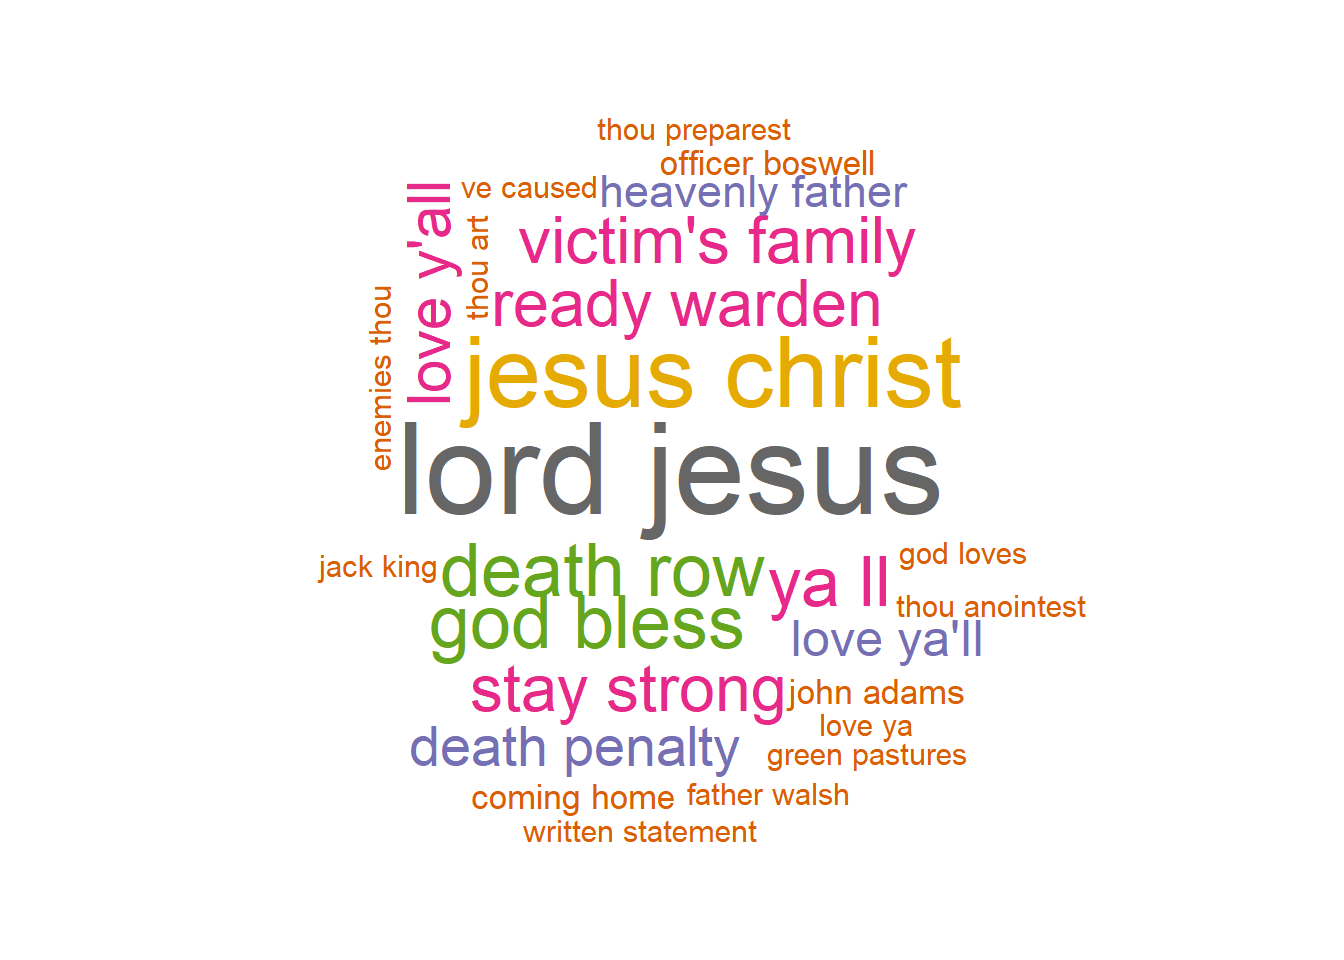 thou preparest
officer boswell
ve caused
heavenly father
love y'all
thou art
victim's family
enemies thou
ready warden
jesus christ
lord jesus
jack king
death row
ya ll
god loves
thou anointest
god bless
love ya'll
stay strong
john adams
love ya
death penalty
green pastures
coming home
father walsh
written statement